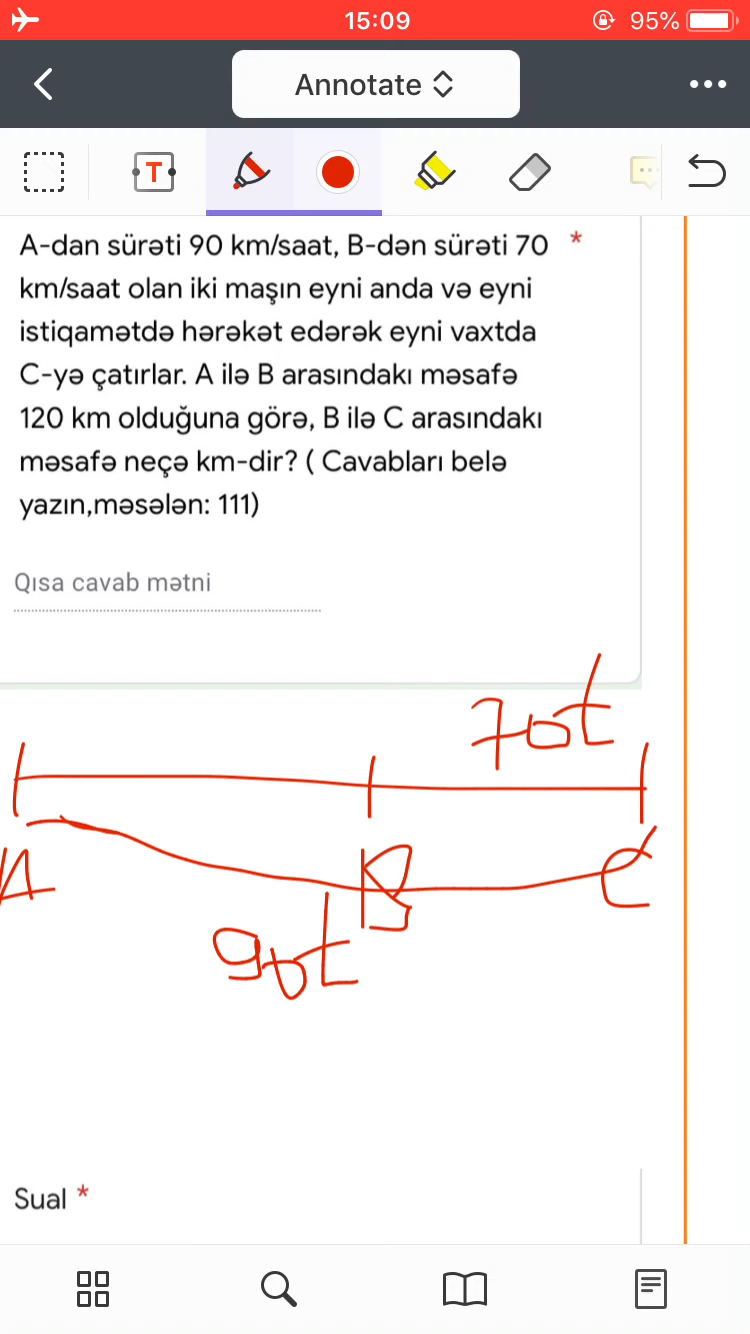 15:09
95%
Annotate
T
A-dan sürəti 90 km/saat, B-dən sürəti 70 *
km/saat olan iki maşın eyni anda və eyni
istiqamətdə hərəkət edərək eyni vaxtda
C-yə çatırlar. A ilə B arasındakı məsafə
120 km olduğuna görə, B ilə C arasındakı
məsafə neçə km-dir? ( Cavabları belə
yazın,məsələn: 111)
Qısa cavab mətni
70t
A B C
90t
Sual *